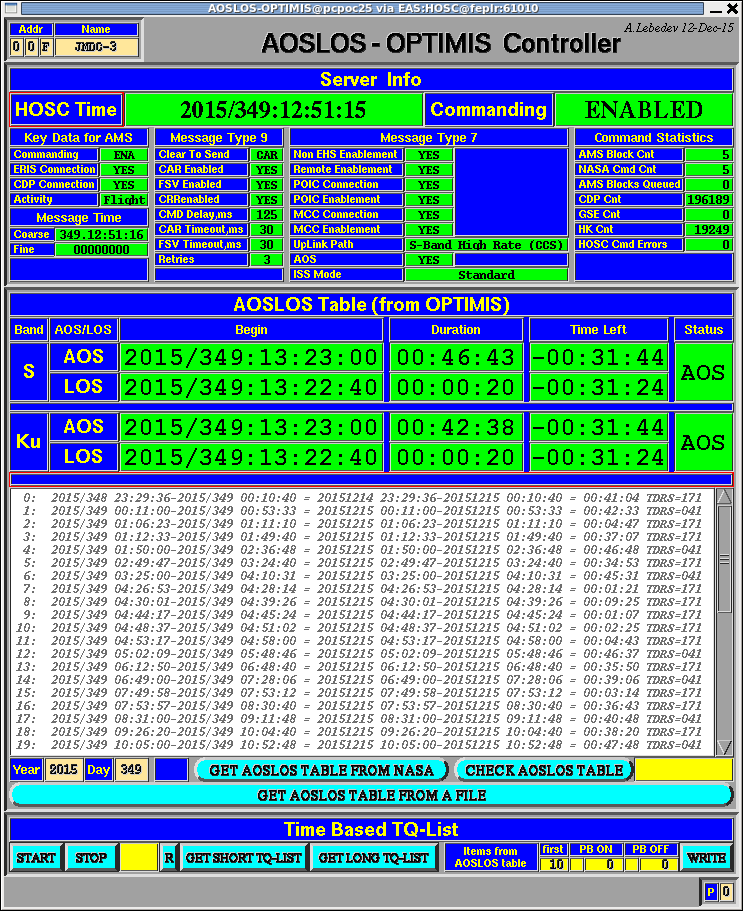 AOSLOS-OPTIMIS@pcpoc25 via EAS:HOSC@feplr:61010
Addr Name
0 0 F JMDC-3
AOSLOS - OPTIMIS Controller
A.Lebedev 12-Dec-15
Server Info
HOSC Time 2015/349:12:51:15 Commanding ENABLED
Key Data for AMS
Commanding ENA
ERIS Connection YES
CDP Connection YES
Activity Flight
Message Time
Coarse 349.12:51:16
Fine 00000000
Message Type 9
Clear To Send CAR
CAR Enabled YES
FSV Enabled YES
CRRenabled YES
CMD Delay,ms 125
CAR Timeout,ms 30
FSV Timeout,ms 30
Retries 3
Message Type 7
Non EHS Enablement YES
Remote Enablement YES
POIC Connection YES
POIC Enablement YES
MCC Connection YES
MCC Enablement YES
UpLink Path S-Band High Rate (CCS)
AOS YES
ISS Mode Standard
Command Statistics
AMS Block Cnt 5
NASA Cmd Cnt 5
AMS Blocks Queued 0
CDP Cnt 196189
GSE Cnt 0
HK Cnt 19249
HOSC Cmd Errors 0
AOSLOS Table (from OPTIMIS)
Band AOS/LOS Begin Duration Time Left Status
S AOS 2015/349:13:23:00 00:46:43 -00:31:44 AOS
LOS 2015/349:13:22:40 00:00:20 -00:31:24
Ku AOS 2015/349:13:23:00 00:42:38 -00:31:44 AOS
LOS 2015/349:13:22:40 00:00:20 -00:31:24
0: 2015/348 23:29:36-2015/349 00:10:40 = 20151214 23:29:36-20151215 00:10:40 = 00:41:04 TDRS=171
1: 2015/349 00:11:00-2015/349 00:53:33 = 20151215 00:11:00-20151215 00:53:33 = 00:42:33 TDRS=041
2: 2015/349 01:06:23-2015/349 01:11:10 = 20151215 01:06:23-20151215 01:11:10 = 00:04:47 TDRS=171
3: 2015/349 01:12:33-2015/349 01:49:40 = 20151215 01:12:33-20151215 01:49:40 = 00:37:07 TDRS=171
4: 2015/349 01:50:00-2015/349 02:36:48 = 20151215 01:50:00-20151215 02:36:48 = 00:46:48 TDRS=041
5: 2015/349 02:49:47-2015/349 03:24:40 = 20151215 02:49:47-20151215 03:24:40 = 00:34:53 TDRS=171
6: 2015/349 03:25:00-2015/349 04:10:31 = 20151215 03:25:00-20151215 04:10:31 = 00:45:31 TDRS=041
7: 2015/349 04:26:53-2015/349 04:28:14 = 20151215 04:26:53-20151215 04:28:14 = 00:01:21 TDRS=171
8: 2015/349 04:30:01-2015/349 04:39:26 = 20151215 04:30:01-20151215 04:39:26 = 00:09:25 TDRS=171
9: 2015/349 04:44:17-2015/349 04:45:24 = 20151215 04:44:17-20151215 04:45:24 = 00:01:07 TDRS=171
10: 2015/349 04:48:37-2015/349 04:51:02 = 20151215 04:48:37-20151215 04:51:02 = 00:02:25 TDRS=171
11: 2015/349 04:53:17-2015/349 04:58:00 = 20151215 04:53:17-20151215 04:58:00 = 00:04:43 TDRS=171
12: 2015/349 05:02:09-2015/349 05:48:46 = 20151215 05:02:09-20151215 05:48:46 = 00:46:37 TDRS=041
13: 2015/349 06:12:50-2015/349 06:48:40 = 20151215 06:12:50-20151215 06:48:40 = 00:35:50 TDRS=171
14: 2015/349 06:49:00-2015/349 07:28:06 = 20151215 06:49:00-20151215 07:28:06 = 00:39:06 TDRS=041
15: 2015/349 07:49:58-2015/349 07:53:12 = 20151215 07:49:58-20151215 07:53:12 = 00:03:14 TDRS=171
16: 2015/349 07:53:57-2015/349 08:30:40 = 20151215 07:53:57-20151215 08:30:40 = 00:36:43 TDRS=171
17: 2015/349 08:31:00-2015/349 09:11:48 = 20151215 08:31:00-20151215 09:11:48 = 00:40:48 TDRS=041
18: 2015/349 09:26:20-2015/349 10:04:40 = 20151215 09:26:20-20151215 10:04:40 = 00:38:20 TDRS=171
19: 2015/349 10:05:00-2015/349 10:52:48 = 20151215 10:05:00-20151215 10:52:48 = 00:47:48 TDRS=041
Year 2015 Day 349 GET AOSLOS TABLE FROM NASA CHECK AOSLOS TABLE
GET AOSLOS TABLE FROM A FILE
Time Based TQ-List
START STOP R GET SHORT TQ-LIST GET LONG TQ-LIST
Items from
AOSLOS table
first PB ON PB OFF
10 0 0
WRITE
P 0